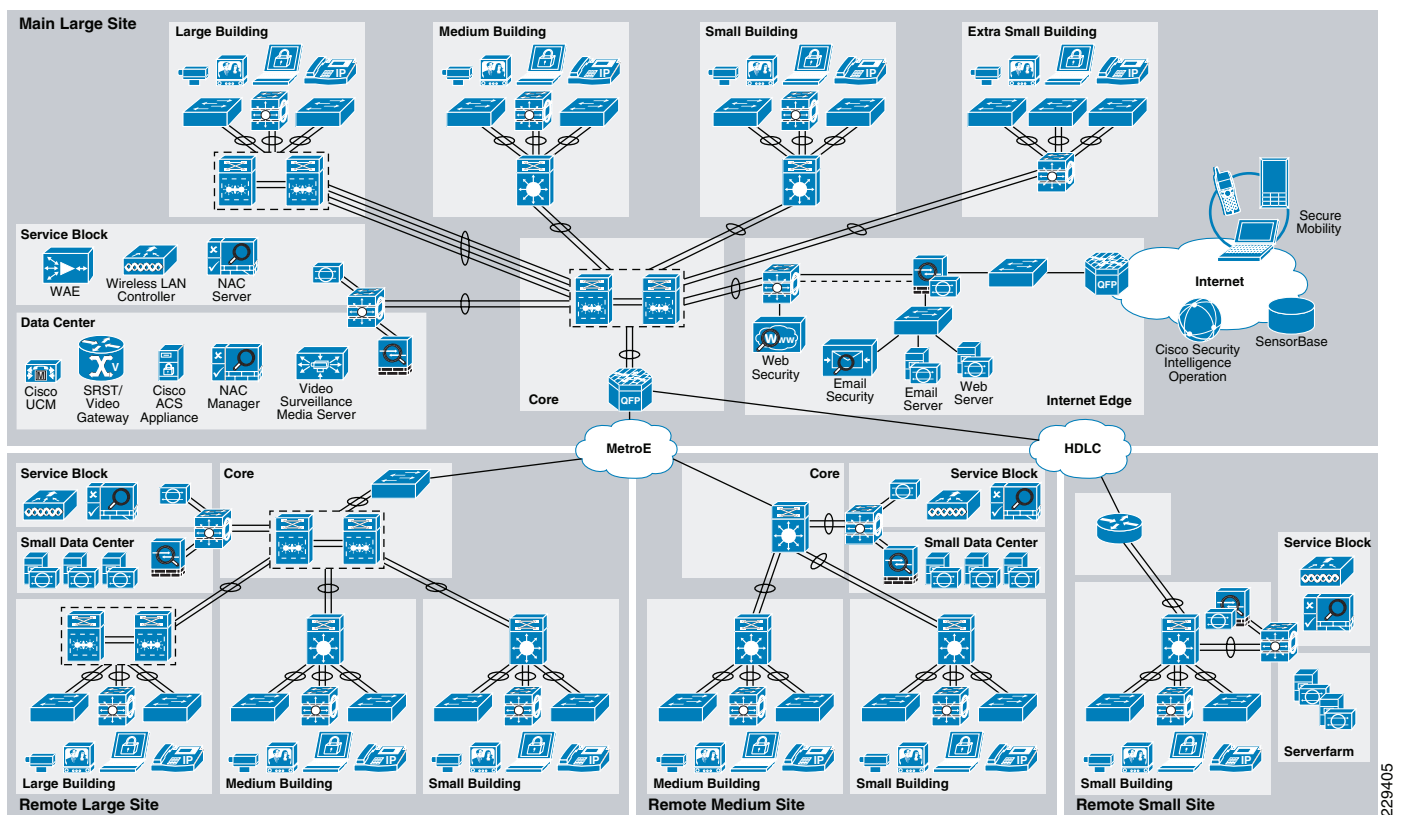 Main Large Site
Large Building
IP
Medium Building
IP
Small Building
IP
Extra Small Building
IP
Secure
Mobility
Service Block
WAE
Wireless LAN
Controller
NAC
Server
Data Center
Cisco
UCM
M
SRST/
Video
Gateway
V
Cisco
ACS
Appliance
NAC
Manager
Video
Surveillance
Media Server
Core
QFP
Web
Security
Www
Email
Security
Email
Server
Web
Server
Internet Edge
QFP
Internet
Cisco Security
Intelligence
Operation
SensorBase
MetroE
HDLC
Service Block
Core
Small Data Center
Large Building
IP
Medium Building
IP
Small Building
IP
Remote Large Site
Core
Service Block
Small Data Center
Medium Building
IP
Small Building
IP
Remote Medium Site
Service Block
Serverfarm
Small Building
IP
Remote Small Site
229405